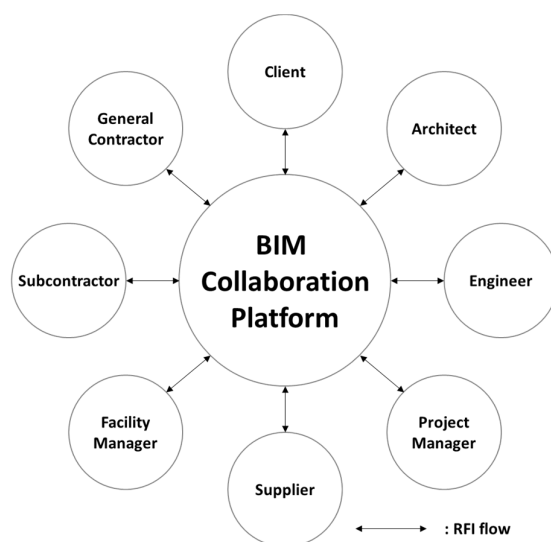 Client
General
Contractor
Architect
BIM
Collaboration
Platform
Subcontractor
Engineer
Facility
Manager
Project
Manager
Supplier
: RFI flow